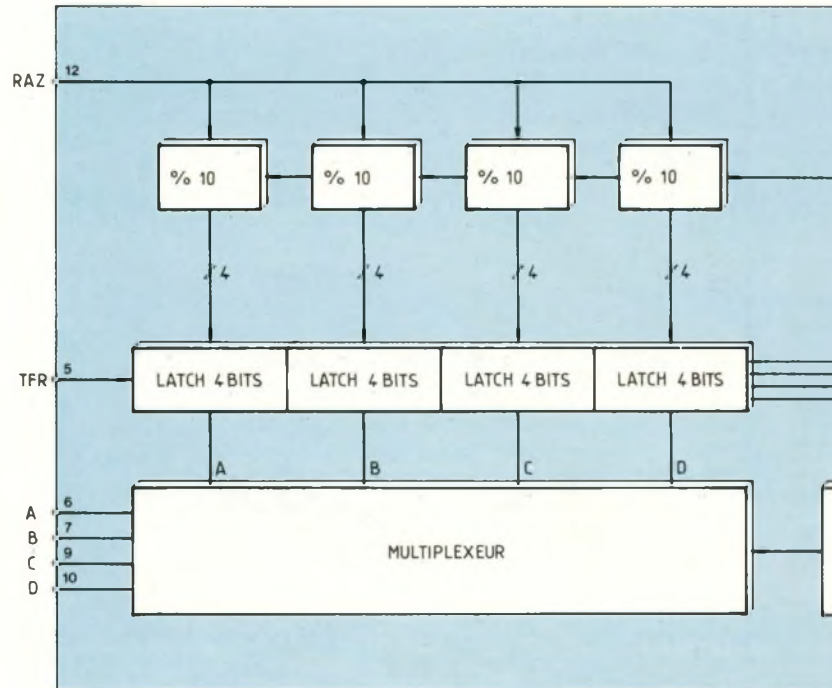 RAZ 12
% 10 % 10 % 10 % 10
4 4 4 4
TFR 5 LATCH 4 BITS LATCH 4 BITS LATCH 4 BITS LATCH 4 BITS
A B C D
A 6
B 7
MULTIPLEXEUR
C 9
D 10